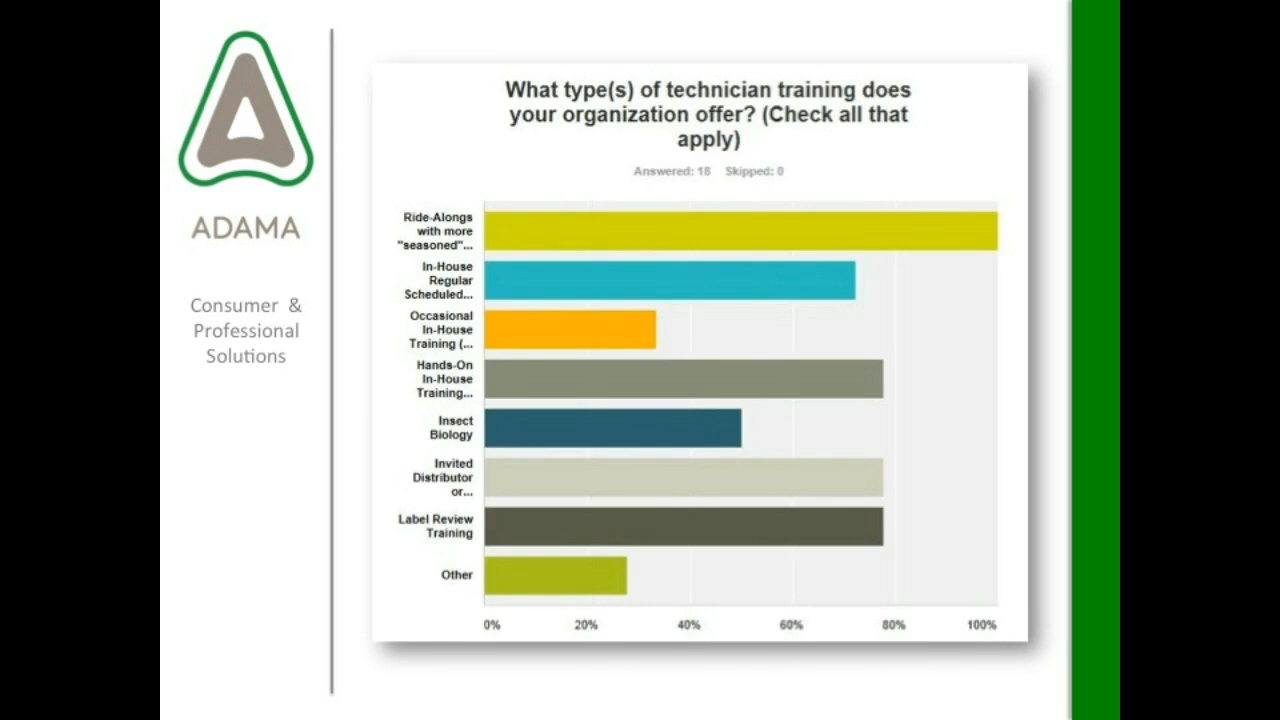 ADAMA
Consumer &
Professional
Solutions
What type(s) of technician training does
your organization offer? (Check all that
apply)
Answered: 18 Skipped: 0
Ride-Alongs
with more
"seasoned"...
In-House
Regular
Scheduled...
Occasional
In-House
Training (...
Hands-On
In-House
Training...
Insect
Biology
Invited
Distributor
or...
Label Review
Training
Other
0% 20% 40% 60% 80% 100%